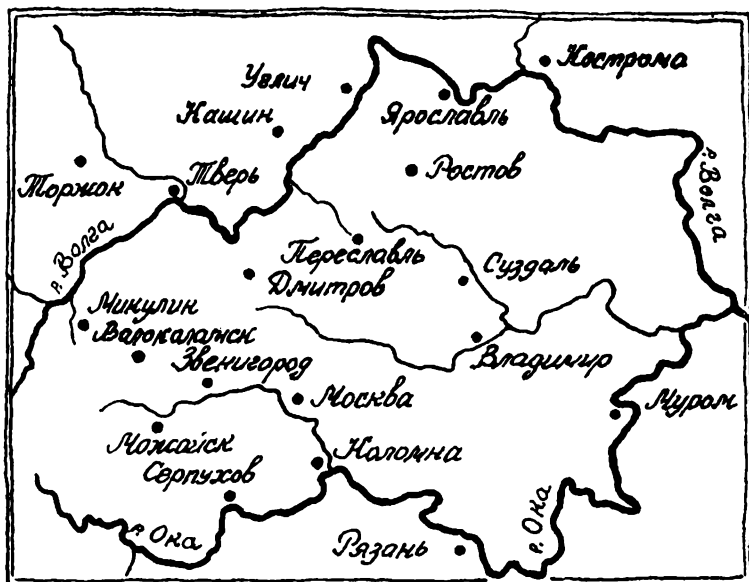 Кострома
Углич
Ярославль
Кашин
р. Волга
Торжок
Тверь
Ростов
р. Волга
Переславль
Суздаль
Дмитров
Микулин
Волокаламск
Звенигород
Владимир
Москва
Муром
Можайск
Серпухов
Коломна
р. Ока
р. Ока
Рязань